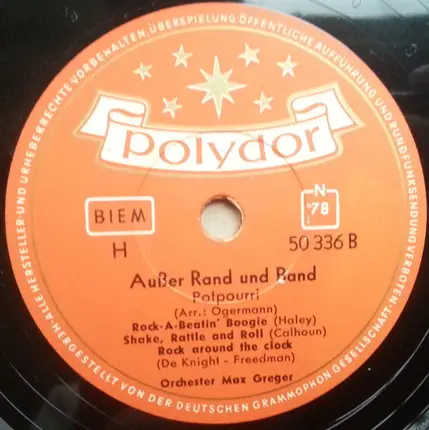 ALLE HERSTELLER- UND URHEBERRECHTE VORBEHALTEN. ÜBERSPIELUNG ÖFFENTLICHE AUFFÜHRUNG UND RUNDFUNKSENDUNG VERBOTEN
polydor
BIEM
N
78
H
50 336 B
Außer Rand und Band
Potpourri
(Arr.: Ogermann)
Rock-A-Beatin' Boogie (Haley)
Shake, Rattle and Roll (Calhoun)
Rock around the clock
(De Knight - Freedman)
Orchester Max Greger
HERGESTELLT VON DER DEUTSCHEN GRAMMOPHON GESELLSCHAFT